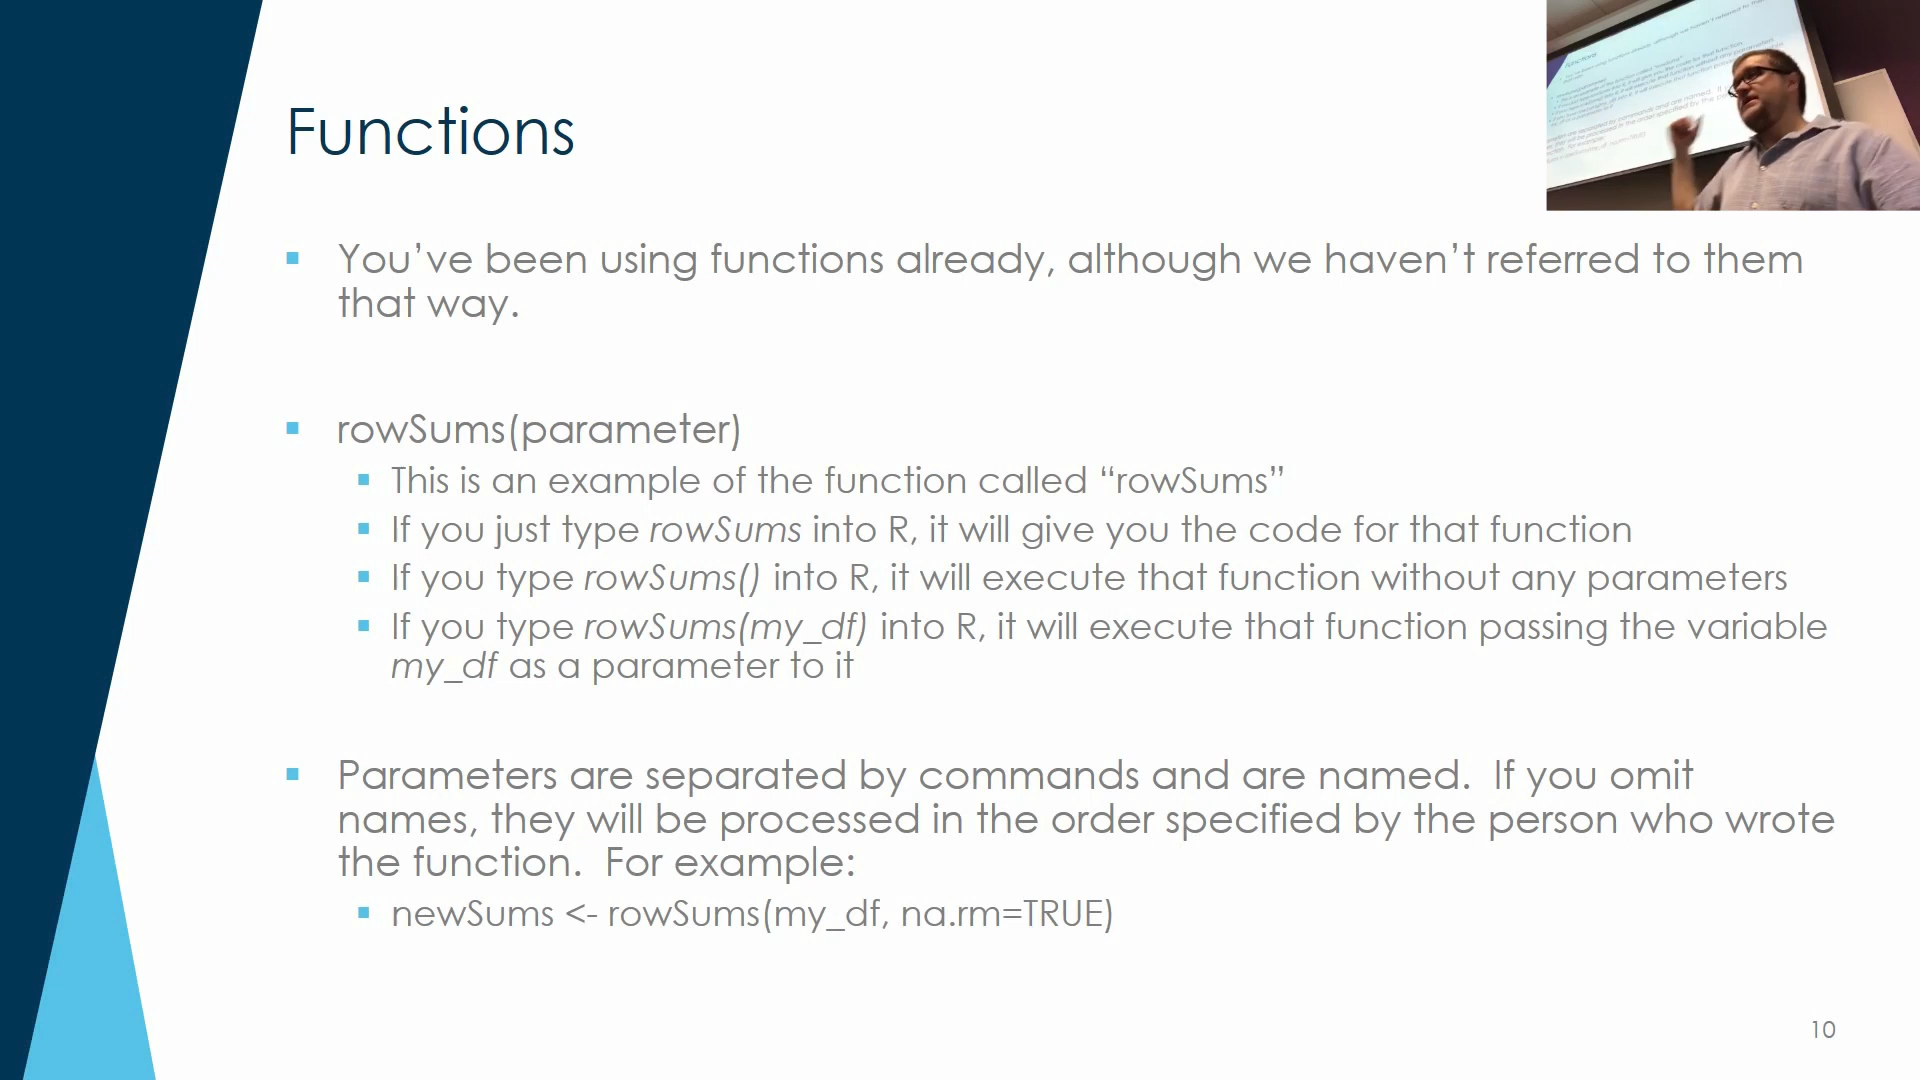 Functions
You’ve been using functions already, although we haven’t referred to them
that way.
rowSums(parameter)
This is an example of the function called “rowSums”
If you just type rowSums into R, it will give you the code for that function
If you type rowSums() into R, it will execute that function without any parameters
If you type rowSums(my_df) into R, it will execute that function passing the variable
my_df as a parameter to it
Parameters are separated by commands and are named.  If you omit
names, they will be processed in the order specified by the person who wrote
the function.  For example:
newSums <- rowSums(my_df, na.rm=TRUE)
10